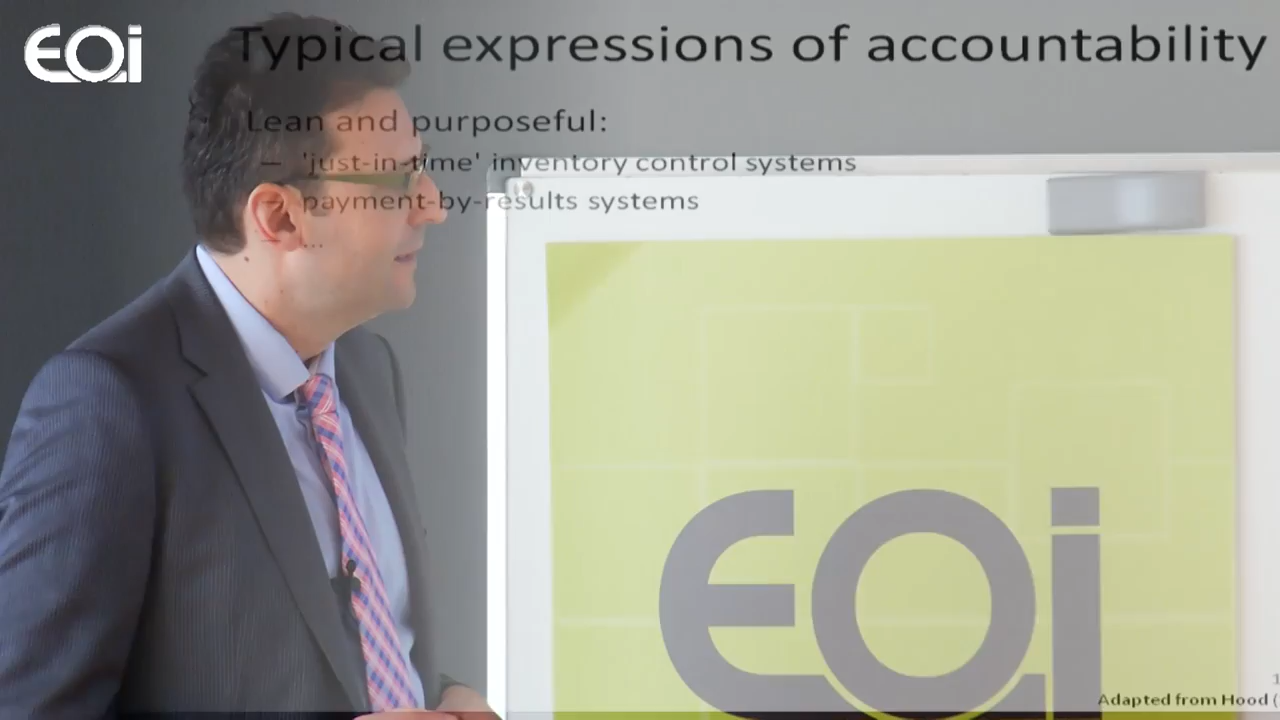 EOi
Typical expressions of accountability
Lean and purposeful:
– 'just-in-time' inventory control systems
payment-by-results systems
...
EOi
1
Adapted from Hood (